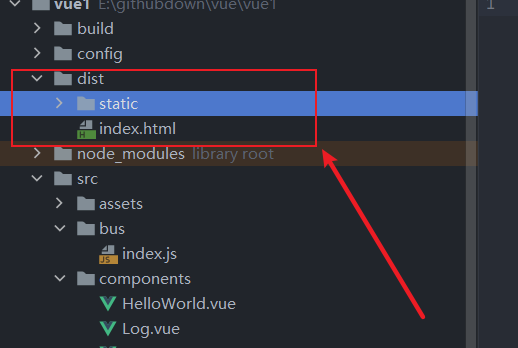 vue1 E:\githubdown\vue\vue1
1
build
config
dist
static
index.html
node_modules library root
src
assets
bus
index.js
components
HelloWorld.vue
Log.vue